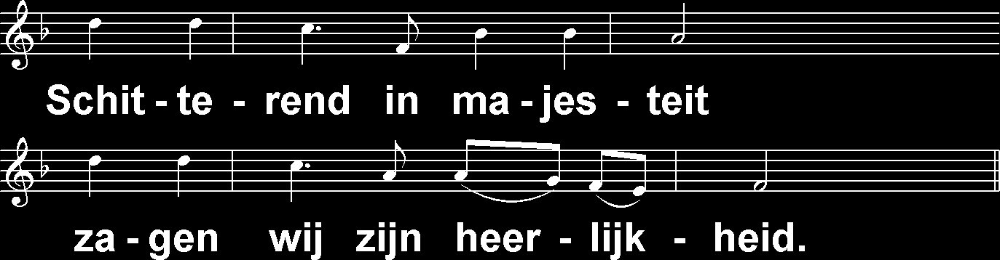 Schit - te - rend in ma - jes - teit
za - gen wij zijn heer - lijk - heid.